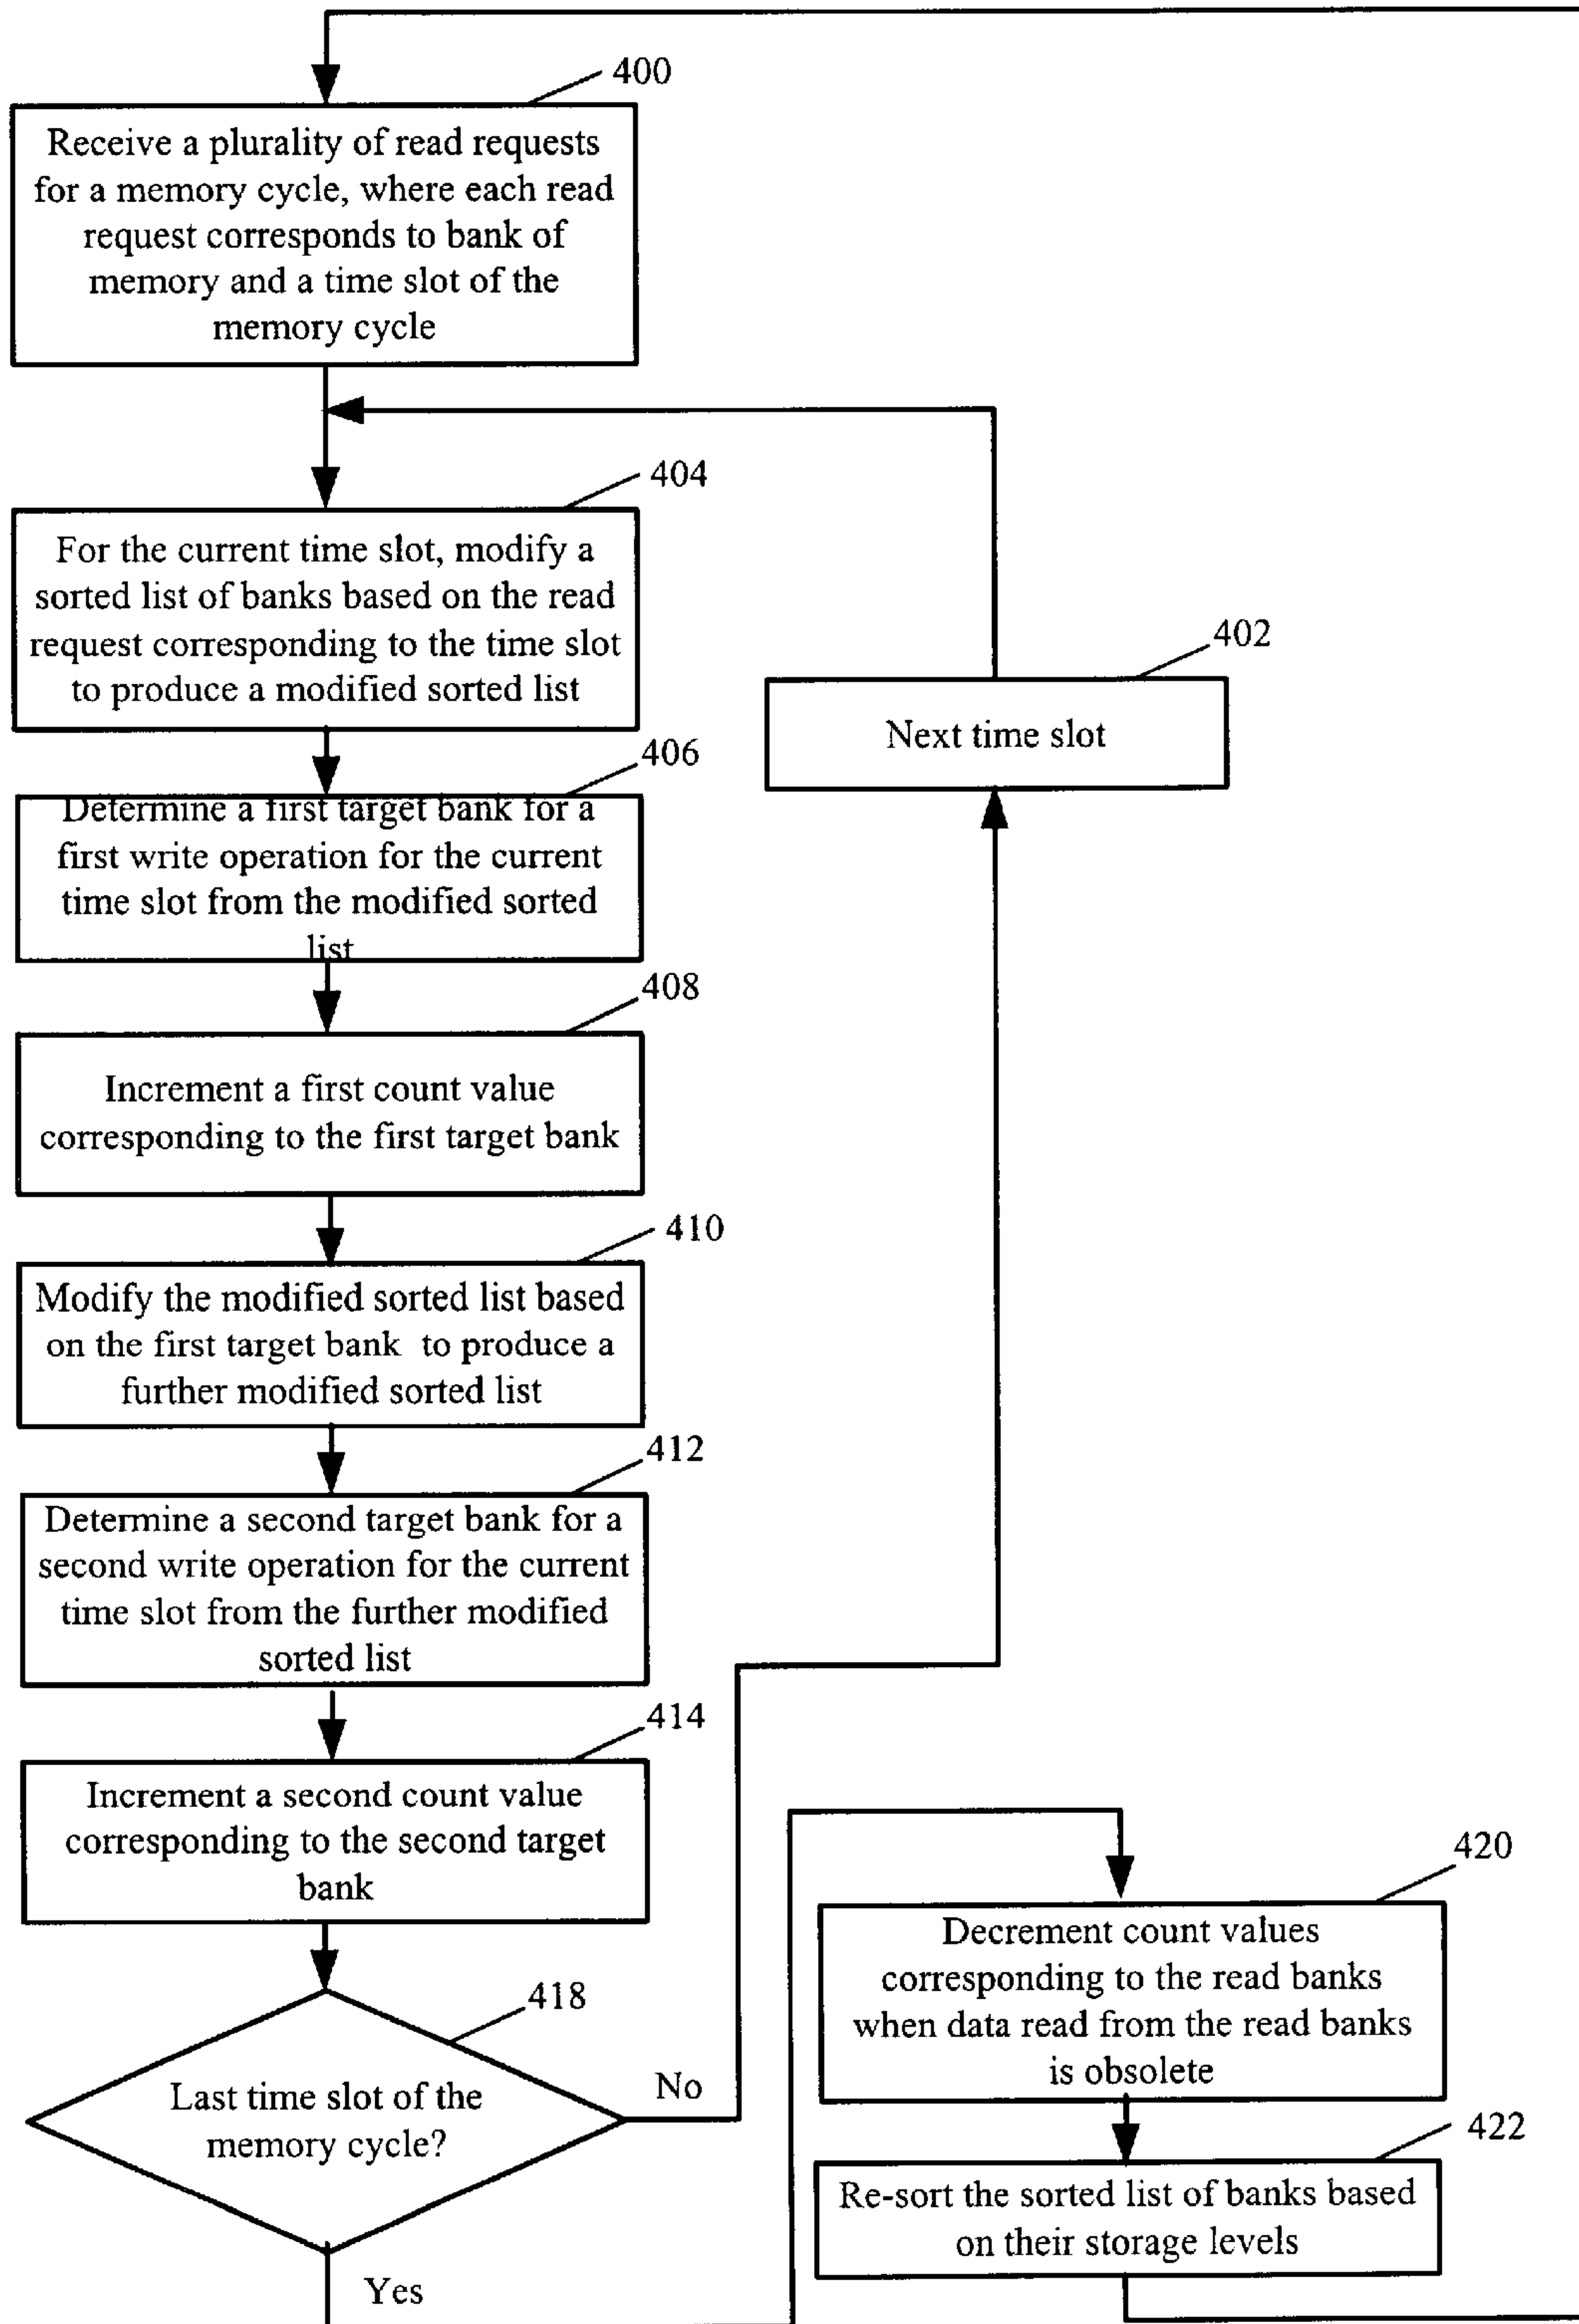 400
Receive a plurality of read requests
for a memory cycle, where each read
request corresponds to bank of
memory and a time slot of the
memory cycle
404
For the current time slot, modify a
sorted list of banks based on the read
request corresponding to the time slot
to produce a modified sorted list
402
Next time slot
406
Determine a first target bank for a
first write operation for the current
time slot from the modified sorted
list
408
Increment a first count value
corresponding to the first target bank
410
Modify the modified sorted list based
on the first target bank to produce a
further modified sorted list
412
Determine a second target bank for a
second write operation for the current
time slot from the further modified
sorted list
414
Increment a second count value
corresponding to the second target
bank
418
Last time slot of the
memory cycle?
No
Yes
420
Decrement count values
corresponding to the read banks
when data read from the read banks
is obsolete
422
Re-sort the sorted list of banks based
on their storage levels